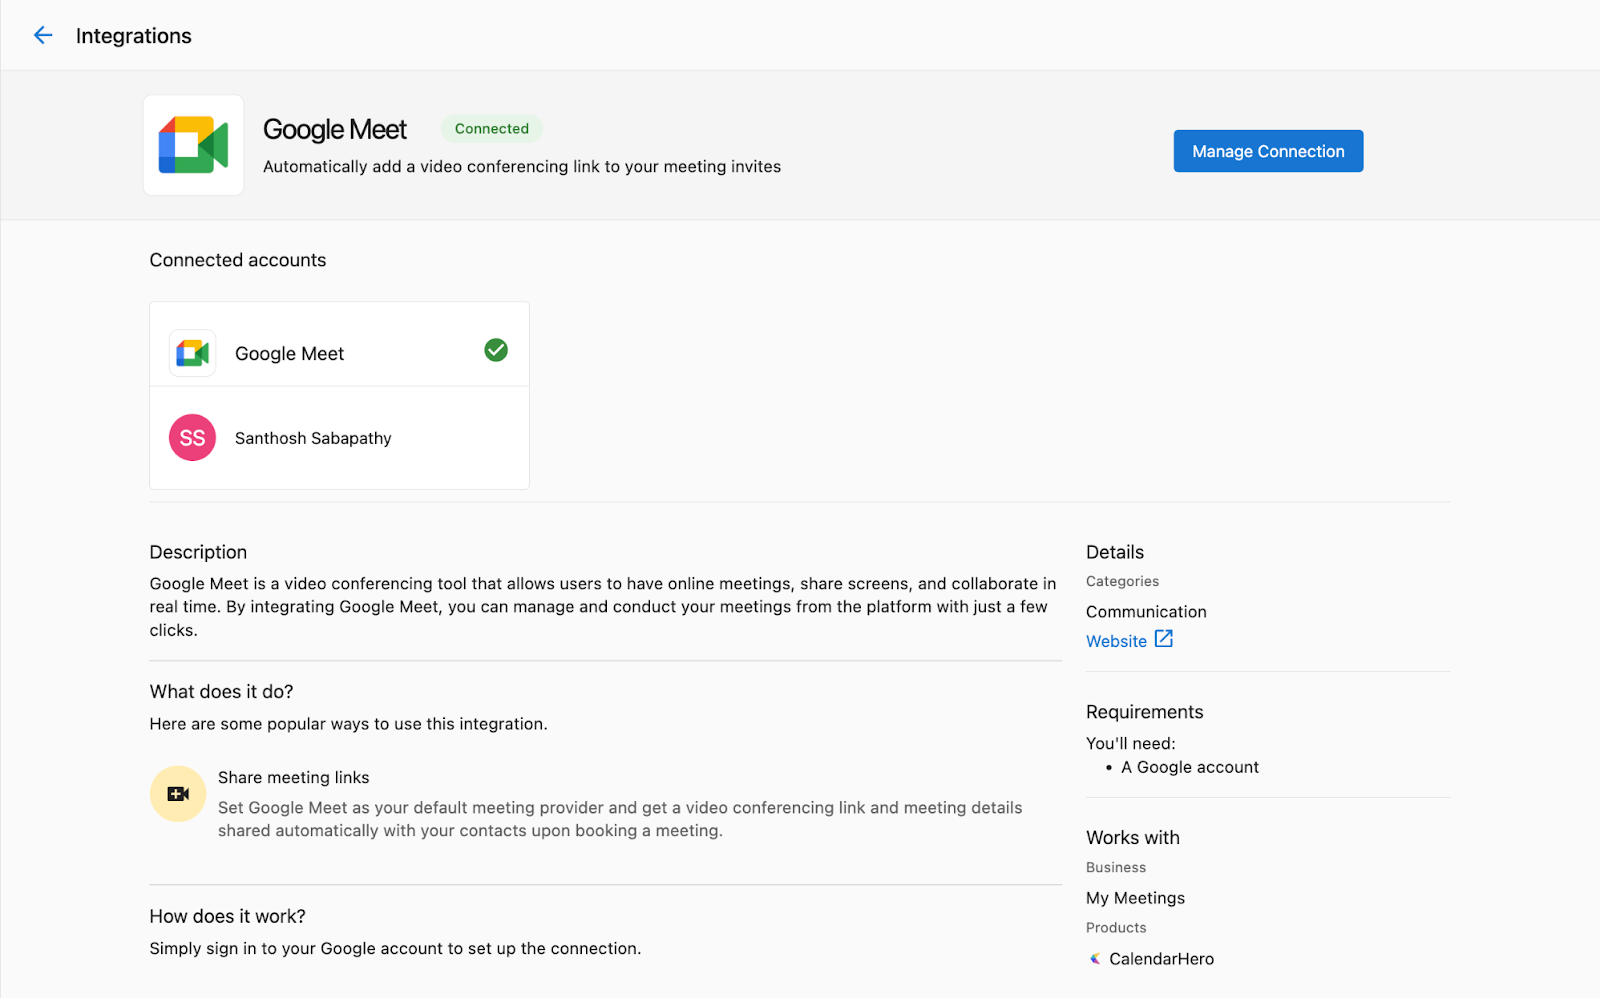 Integrations
Google Meet
Connected
Automatically add a video conferencing link to your meeting invites
Manage Connection
Connected accounts
Google Meet
SS
Santhosh Sabapathy
Description
Google Meet is a video conferencing tool that allows users to have online meetings, share screens, and collaborate in
real time. By integrating Google Meet, you can manage and conduct your meetings from the platform with just a few
clicks.
What does it do?
Here are some popular ways to use this integration.
Share meeting links
Set Google Meet as your default meeting provider and get a video conferencing link and meeting details
shared automatically with your contacts upon booking a meeting.
How does it work?
Simply sign in to your Google account to set up the connection.
Details
Categories
Communication
Website
Requirements
You'll need:
• A Google account
Works with
Business
My Meetings
Products
CalendarHero